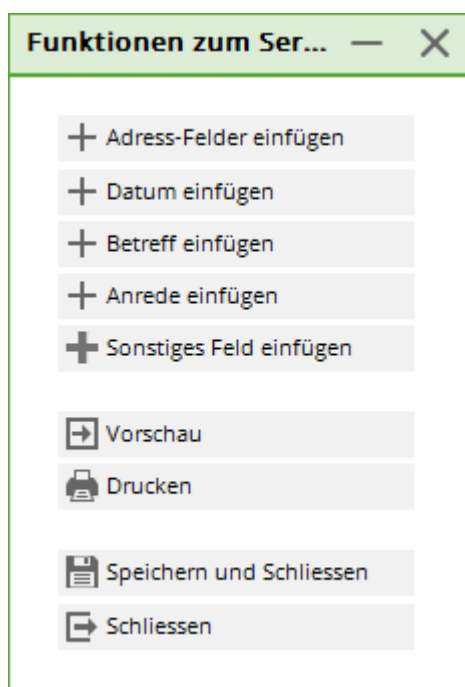 Funktionen zum Ser...
Adress-Felder einfügen
Datum einfügen
Betreff einfügen
Anrede einfügen
Sonstiges Feld einfügen
Vorschau
Drucken
Speichern und Schliessen
Schliessen